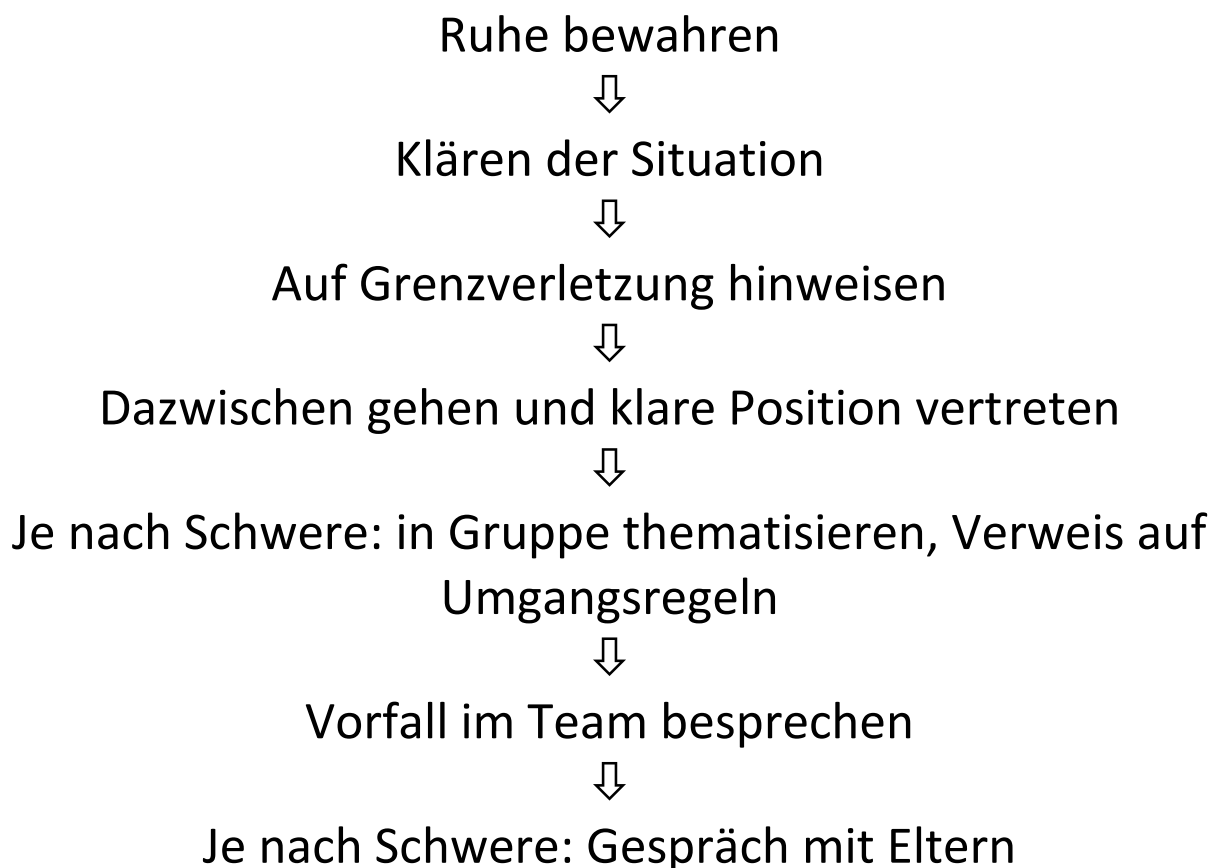 Ruhe bewahren
⇩
Klären der Situation
⇩
Auf Grenzverletzung hinweisen
⇩
Dazwischen gehen und klare Position vertreten
⇩
Je nach Schwere: in Gruppe thematisieren, Verweis auf
Umgangsregeln
⇩
Vorfall im Team besprechen
⇩
Je nach Schwere: Gespräch mit Eltern